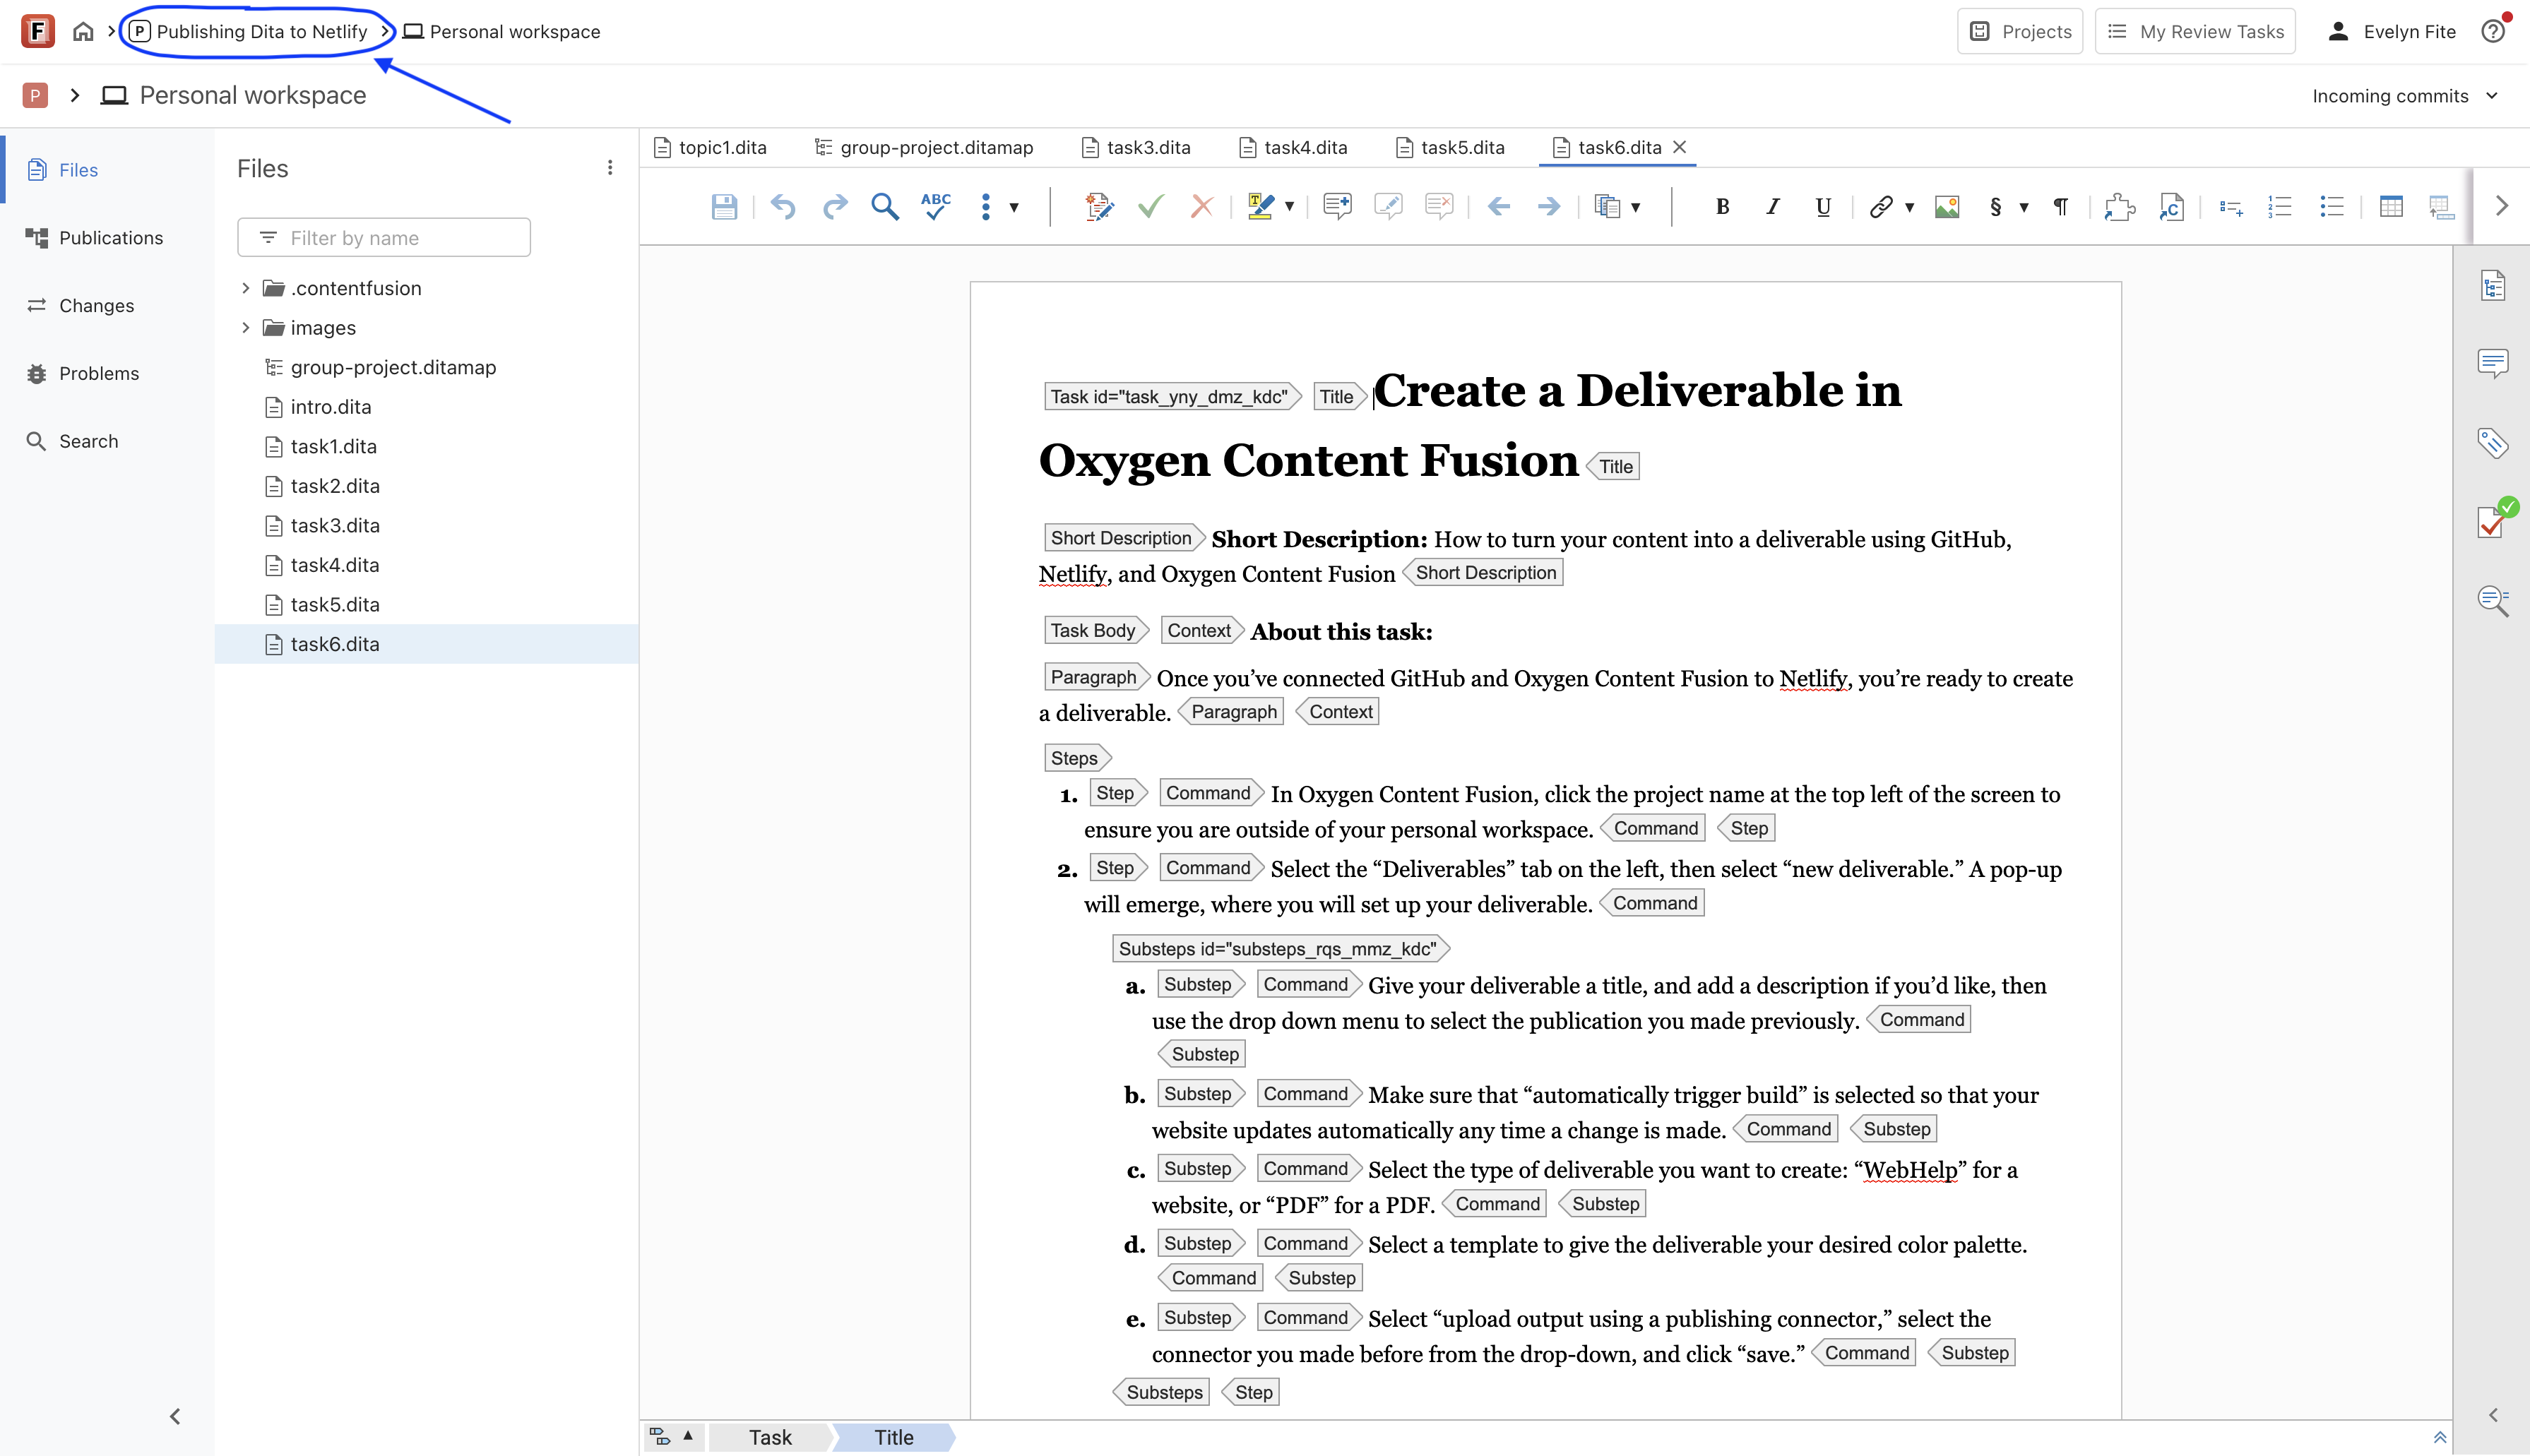 F P Publishing Dita to Netlify Personal workspace Projects My Review Tasks Evelyn Fite
P Personal workspace Incoming commits
Files
Publications
Changes
Problems
Search
Files
Filter by name
.contentfusion
images
group-project.ditamap
intro.dita
task1.dita
task2.dita
task3.dita
task4.dita
task5.dita
task6.dita
topic1.dita group-project.ditamap task3.dita task4.dita task5.dita task6.dita
ABC T B I U § ¶
Task id="task_yny_dmz_kdc" Title Create a Deliverable in
Oxygen Content Fusion Title
Short Description Short Description: How to turn your content into a deliverable using GitHub,
Netlify, and Oxygen Content Fusion Short Description
Task Body Context About this task:
Paragraph Once you’ve connected GitHub and Oxygen Content Fusion to Netlify, you’re ready to create
a deliverable. Paragraph Context
Steps
1. Step Command In Oxygen Content Fusion, click the project name at the top left of the screen to
ensure you are outside of your personal workspace. Command Step
2. Step Command Select the “Deliverables” tab on the left, then select “new deliverable.” A pop-up
will emerge, where you will set up your deliverable. Command
Substeps id="substeps_rqs_mmz_kdc"
a. Substep Command Give your deliverable a title, and add a description if you’d like, then
use the drop down menu to select the publication you made previously. Command
Substep
b. Substep Command Make sure that “automatically trigger build” is selected so that your
website updates automatically any time a change is made. Command Substep
c. Substep Command Select the type of deliverable you want to create: “WebHelp” for a
website, or “PDF” for a PDF. Command Substep
d. Substep Command Select a template to give the deliverable your desired color palette.
Command Substep
e. Substep Command Select “upload output using a publishing connector,” select the
connector you made before from the drop-down, and click “save.” Command Substep
Substeps Step
Task Title